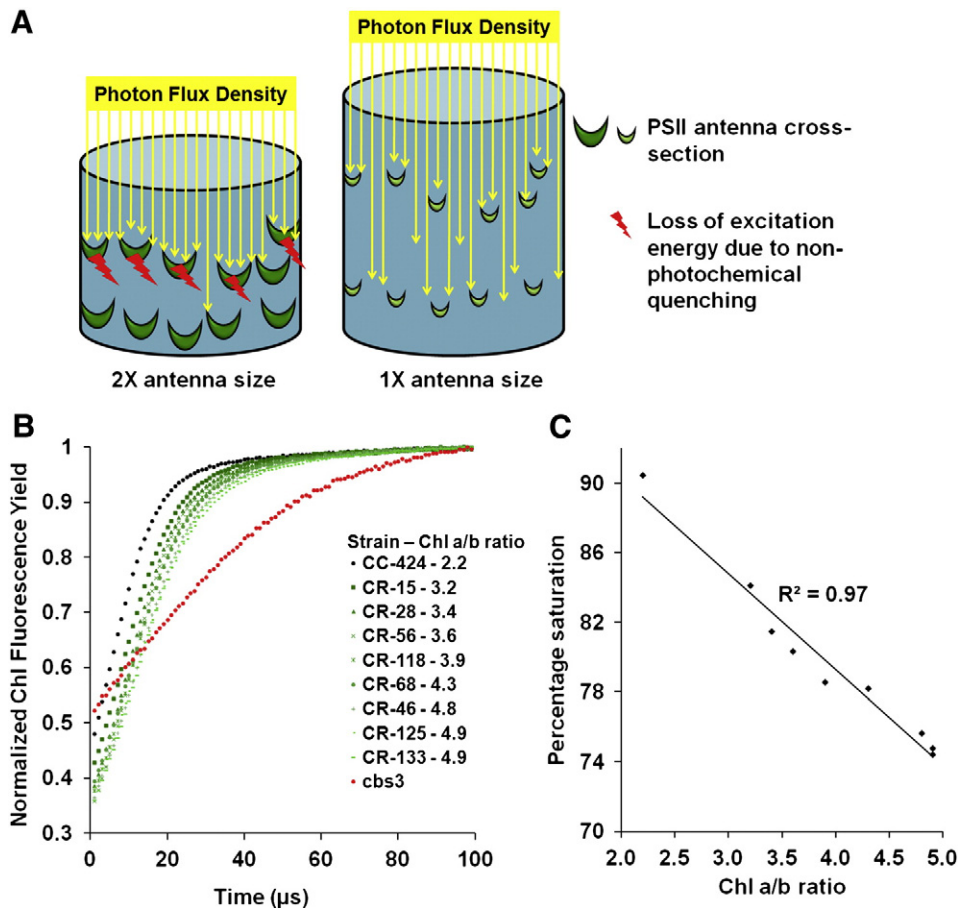 A
Photon Flux Density
Photon Flux Density
PSII antenna cross-
section
Loss of excitation
energy due to non-
photochemical
quenching
2X antenna size
1X antenna size
B
Normalized Chl Fluorescence Yield
1
0.9
0.8
0.7
0.6
0.5
0.4
0.3
0
20
40
60
80
100
Time (µs)
Strain – Chl a/b ratio
CC-424 - 2.2
CR-15 - 3.2
CR-28 - 3.4
CR-56 - 3.6
CR-118 - 3.9
CR-68 - 4.3
CR-46 - 4.8
CR-125 - 4.9
CR-133 - 4.9
cbs3
C
Percentage saturation
90
86
82
78
74
70
R² = 0.97
2.0
2.5
3.0
3.5
4.0
4.5
5.0
Chl a/b ratio